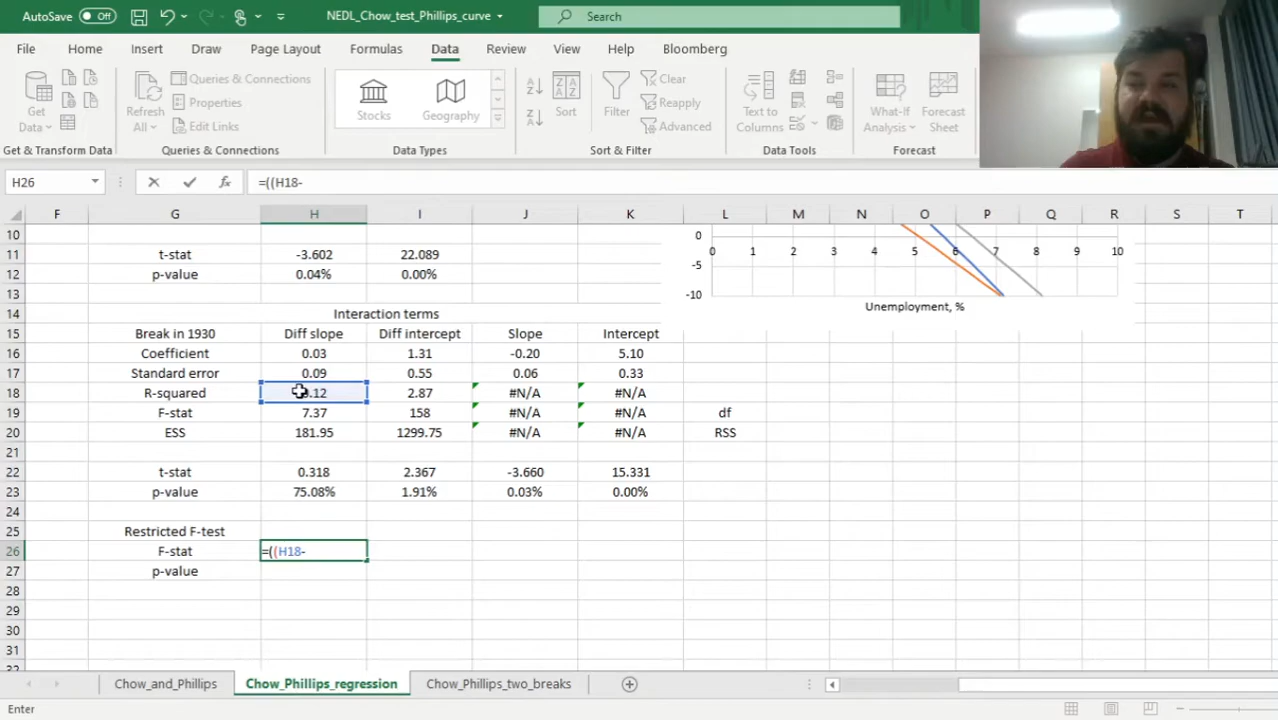 AutoSave Off NEDL_Chow_test_Phillips_curve Search
File Home Insert Draw Page Layout Formulas Data Review View Help Bloomberg
Get Data
Refresh All
Queries & Connections
Properties
Edit Links
Stocks
Geography
Sort
Filter
Clear
Reapply
Advanced
Text to Columns
What-If Analysis
Forecast Sheet
Get & Transform Data Queries & Connections Data Types Sort & Filter Data Tools Forecast
H26 fx =((H18-
F G H I J K L M N O P Q R S T
10 0
0 1 2 3 4 5 6 7 8 9 10
11 t-stat -3.602 22.089
12 p-value 0.04% 0.00% -5
13 -10
14 Interaction terms Unemployment, %
15 Break in 1930 Diff slope Diff intercept Slope Intercept
16 Coefficient 0.03 1.31 -0.20 5.10
17 Standard error 0.09 0.55 0.06 0.33
18 R-squared .12 2.87 #N/A #N/A
19 F-stat 7.37 158 #N/A #N/A df
20 ESS 181.95 1299.75 #N/A #N/A RSS
21
22 t-stat 0.318 2.367 -3.660 15.331
23 p-value 75.08% 1.91% 0.03% 0.00%
24
25 Restricted F-test
26 F-stat =((H18-
27 p-value
28
29
30
31
32
Chow_and_Phillips Chow_Phillips_regression Chow_Phillips_two_breaks
Enter